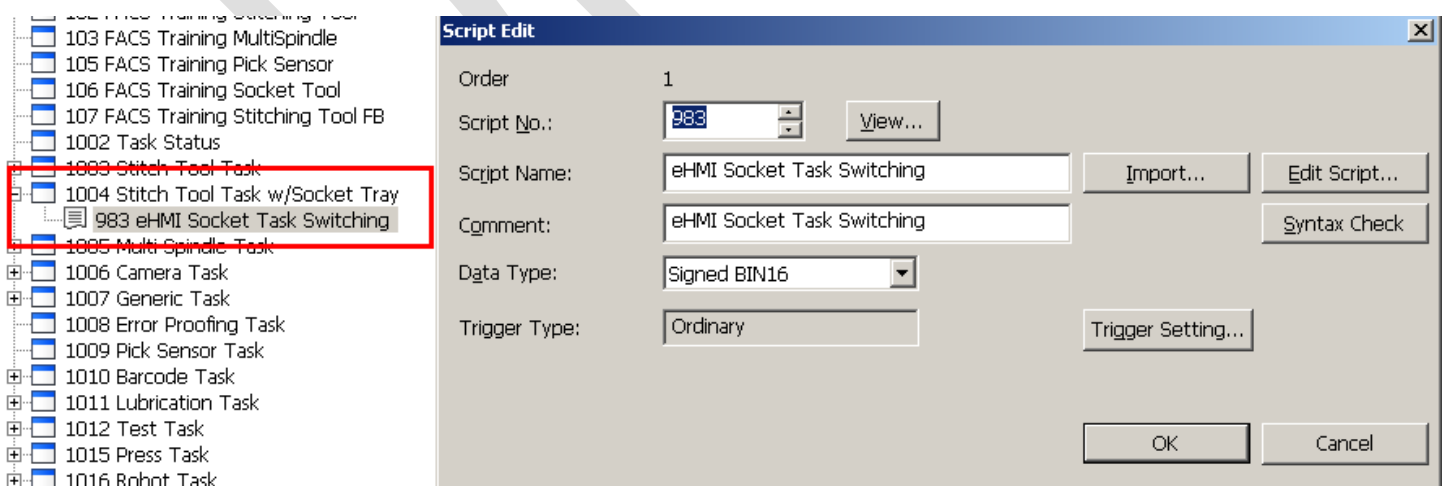 103 FACS Training MultiSpindle
105 FACS Training Pick Sensor
106 FACS Training Socket Tool
107 FACS Training Stitching Tool FB
1002 Task Status
1003 Stitch Tool Task
1004 Stitch Tool Task w/Socket Tray
983 eHMI Socket Task Switching
1005 Multi Spindle Task
1006 Camera Task
1007 Generic Task
1008 Error Proofing Task
1009 Pick Sensor Task
1010 Barcode Task
1011 Lubrication Task
1012 Test Task
1015 Press Task
1016 Robot Task
Script Edit
Order 1
Script No.: 983 View...
Script Name: eHMI Socket Task Switching Import... Edit Script...
Comment: eHMI Socket Task Switching Syntax Check
Data Type: Signed BIN16
Trigger Type: Ordinary Trigger Setting...
OK Cancel